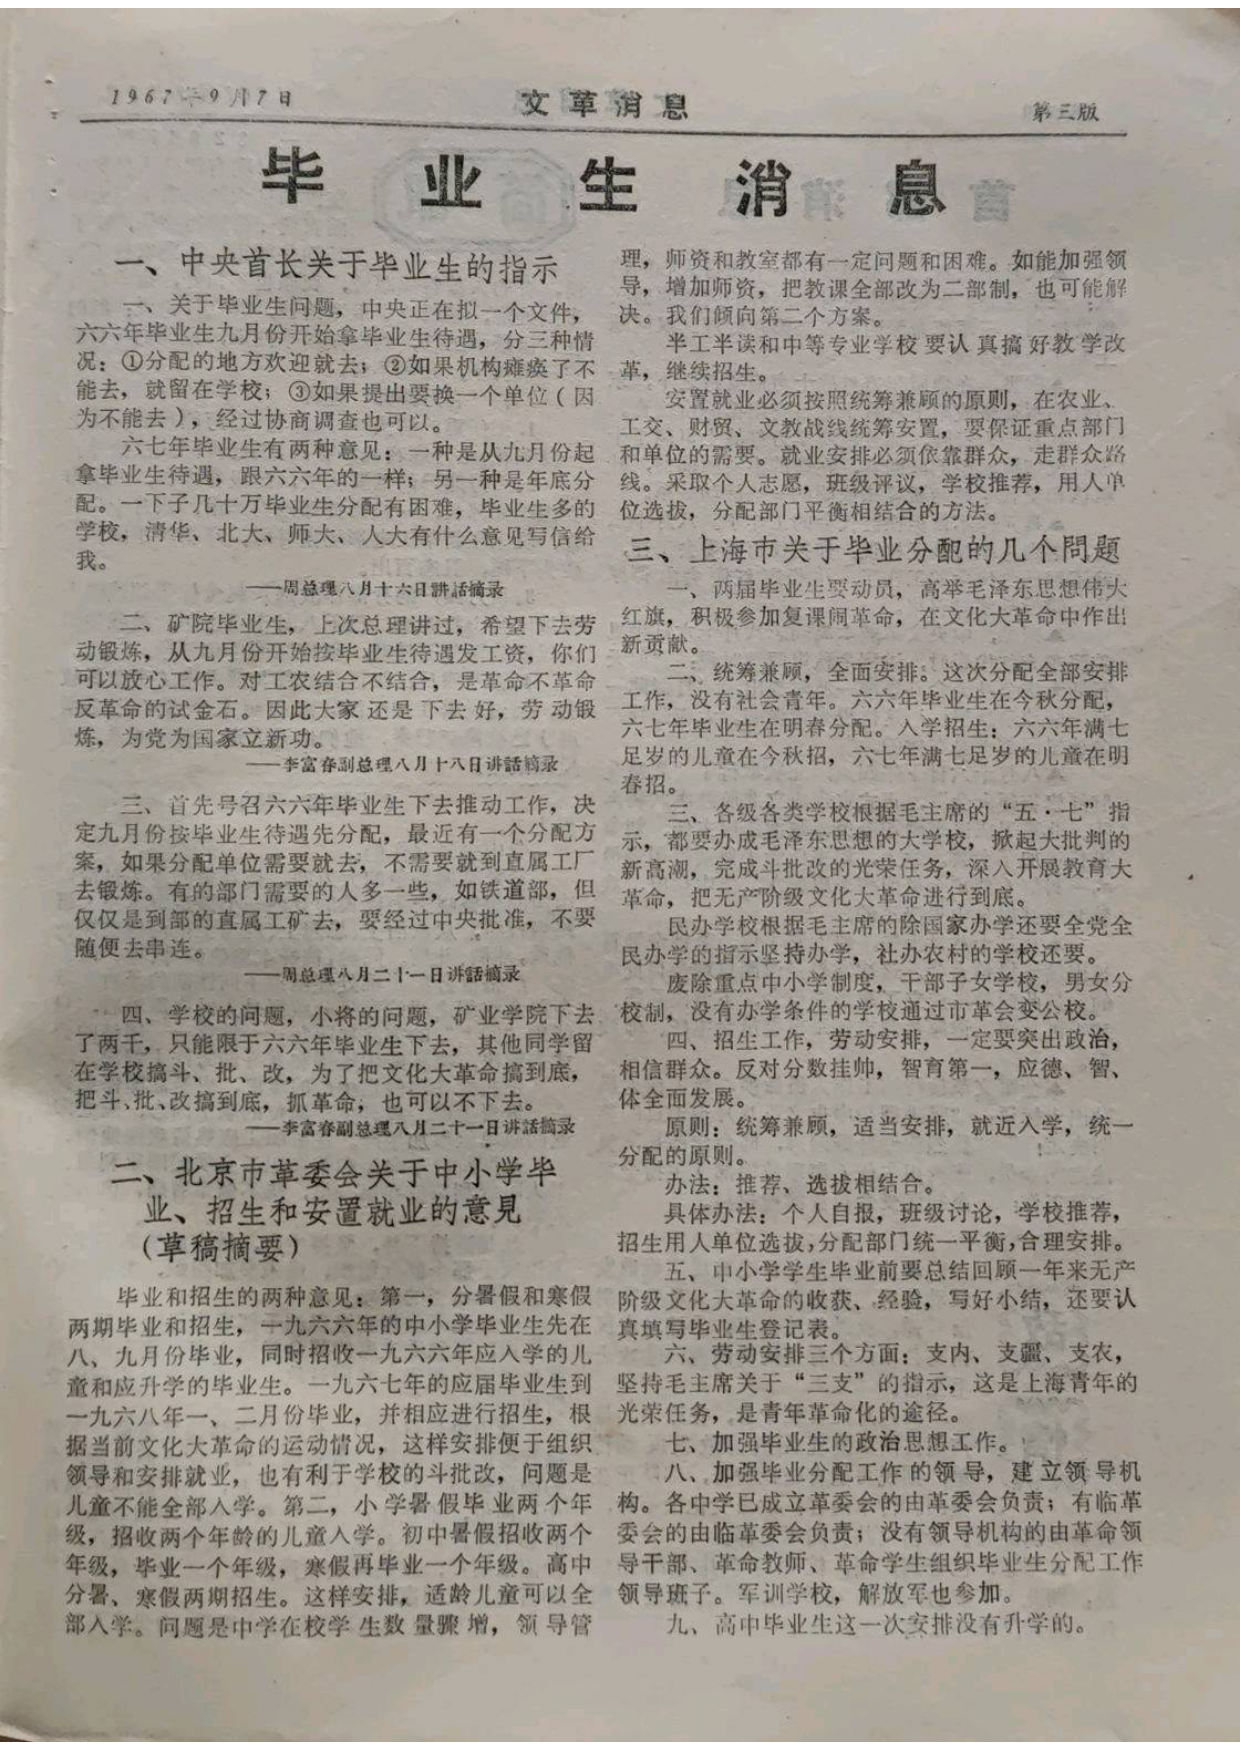 1967年9月7日
文革消息
第三版
毕业生消息
一、中央首长关于毕业生的指示
一、关于毕业生问题，中央正在拟一个文件，
六六年毕业生九月份开始拿毕业生待遇，分三种情
况：①分配的地方欢迎就去；②如果机构瘫痪了不
能去，就留在学校；③如果提出要换一个单位（因
为不能去），经过协商调查也可以。
六七年毕业生有两种意见：一种是从九月份起
拿毕业生待遇，跟六六年的一样；另一种是年底分
配。一下子几十万毕业生分配有困难，毕业生多的
学校，清华、北大、师大、人大有什么意见写信给
我。
——周总理八月十六日讲話摘录
二、矿院毕业生，上次总理讲过，希望下去劳
动锻炼，从九月份开始按毕业生待遇发工资，你们
可以放心工作。对工农结合不结合，是革命不革命
反革命的试金石。因此大家还是下去好，劳动锻
炼，为党为国家立新功。
——李富春副总理八月十八日讲話摘录
三、首先号召六六年毕业生下去推动工作，决
定九月份按毕业生待遇先分配，最近有一个分配方
案，如果分配单位需要就去，不需要就到直属工厂
去锻炼。有的部门需要的人多一些，如铁道部，但
仅仅是到部的直属工矿去，要经过中央批准，不要
随便去串连。
——周总理八月二十一日讲話摘录
四、学校的问题，小将的问题，矿业学院下去
了两千，只能限于六六年毕业生下去，其他同学留
在学校搞斗、批、改，为了把文化大革命搞到底，
把斗、批、改搞到底，抓革命，也可以不下去。
——李富春副总理八月二十一日讲話摘录
二、北京市革委会关于中小学毕
业、招生和安置就业的意見
（草稿摘要）
毕业和招生的两种意见：第一，分暑假和寒假
两期毕业和招生，一九六六年的中小学毕业生先在
八、九月份毕业，同时招收一九六六年应入学的儿
童和应升学的毕业生。一九六七年的应届毕业生到
一九六八年一、二月份毕业，并相应进行招生，根
据当前文化大革命的运动情况，这样安排便于组织
领导和安排就业，也有利于学校的斗批改，问题是
儿童不能全部入学。第二，小学暑假毕业两个年
级，招收两个年龄的儿童入学。初中暑假招收两个
年级，毕业一个年级，寒假再毕业一个年级。高中
分暑、寒假两期招生。这样安排，适龄儿童可以全
部入学。问题是中学在校学生数量骤增，领导管
理，师资和教室都有一定问题和困难。如能加强领
导，增加师资，把教课全部改为二部制，也可能解
决。我们倾向第二个方案。
半工半读和中等专业学校要认真搞好教学改
革，继续招生。
安置就业必须按照统筹兼顾的原则，在农业、
工交、财贸、文教战线统筹安置，要保证重点部门
和单位的需要。就业安排必须依靠群众，走群众路
线。采取个人志愿，班级评议，学校推荐，用人单
位选拔，分配部门平衡相结合的方法。
三、上海市关于毕业分配的几个問題
一、两届毕业生要动员，高举毛泽东思想伟大
红旗，积极参加复课闹革命，在文化大革命中作出
新贡献。
二、统筹兼顾，全面安排。这次分配全部安排
工作，没有社会青年。六六年毕业生在今秋分配，
六七年毕业生在明春分配。入学招生：六六年满七
足岁的儿童在今秋招，六七年满七足岁的儿童在明
春招。
三、各级各类学校根据毛主席的“五·七”指
示，都要办成毛泽东思想的大学校，掀起大批判的
新高潮，完成斗批改的光荣任务，深入开展教育大
革命，把无产阶级文化大革命进行到底。
民办学校根据毛主席的除国家办学还要全党全
民办学的指示坚持办学，社办农村的学校还要。
废除重点中小学制度，干部子女学校，男女分
校制，没有办学条件的学校通过市革会变公校。
四、招生工作，劳动安排，一定要突出政治，
相信群众。反对分数挂帅，智育第一，应德、智、
体全面发展。
原则：统筹兼顾，适当安排，就近入学，统一
分配的原则。
办法：推荐、选拔相结合。
具体办法：个人自报，班级讨论，学校推荐，
招生用人单位选拔，分配部门统一平衡，合理安排。
五、中小学学生毕业前要总结回顾一年来无产
阶级文化大革命的收获、经验，写好小结，还要认
真填写毕业生登记表。
六、劳动安排三个方面：支内、支疆、支农，
坚持毛主席关于“三支”的指示，这是上海青年的
光荣任务，是青年革命化的途径。
七、加强毕业生的政治思想工作。
八、加强毕业分配工作的领导，建立领导机
构。各中学已成立革委会的由革委会负责；有临革
委会的由临革委会负责；没有领导机构的由革命领
导干部、革命教师、革命学生组织毕业生分配工作
领导班子。军训学校，解放军也参加。
九、高中毕业生这一次安排没有升学的。